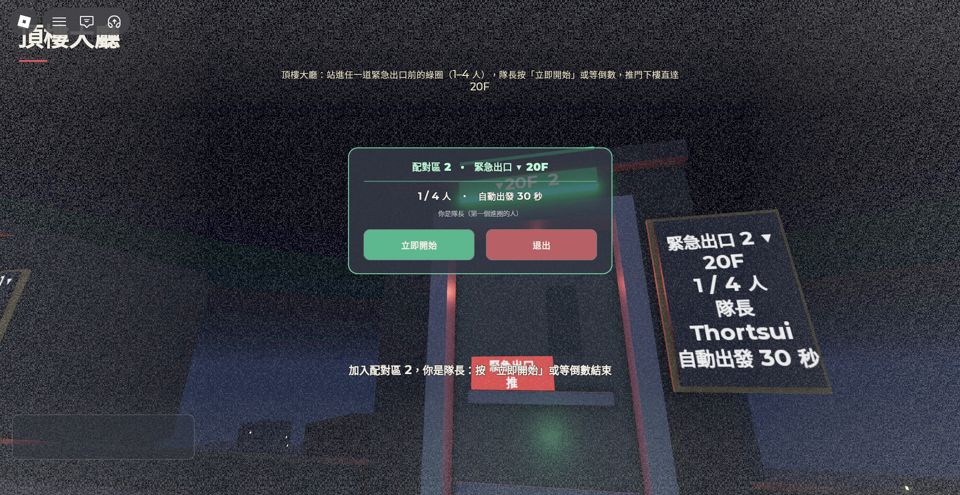 頂樓大廳
頂樓大廳：站進任一道緊急出口前的綠圈（1–4 人），隊長按「立即開始」或等倒數，推門下樓直達
20F
配對區 2 • 緊急出口 ▼ 20F
▼20F 2
1 / 4 人 • 自動出發 30 秒
你是隊長（第一個進圈的人）
立即開始
退出
緊急出口 2 ▼
20F
1 / 4 人
隊長
Thortsui
自動出發 30 秒
緊急出口
推
加入配對區 2，你是隊長：按「立即開始」或等倒數結束